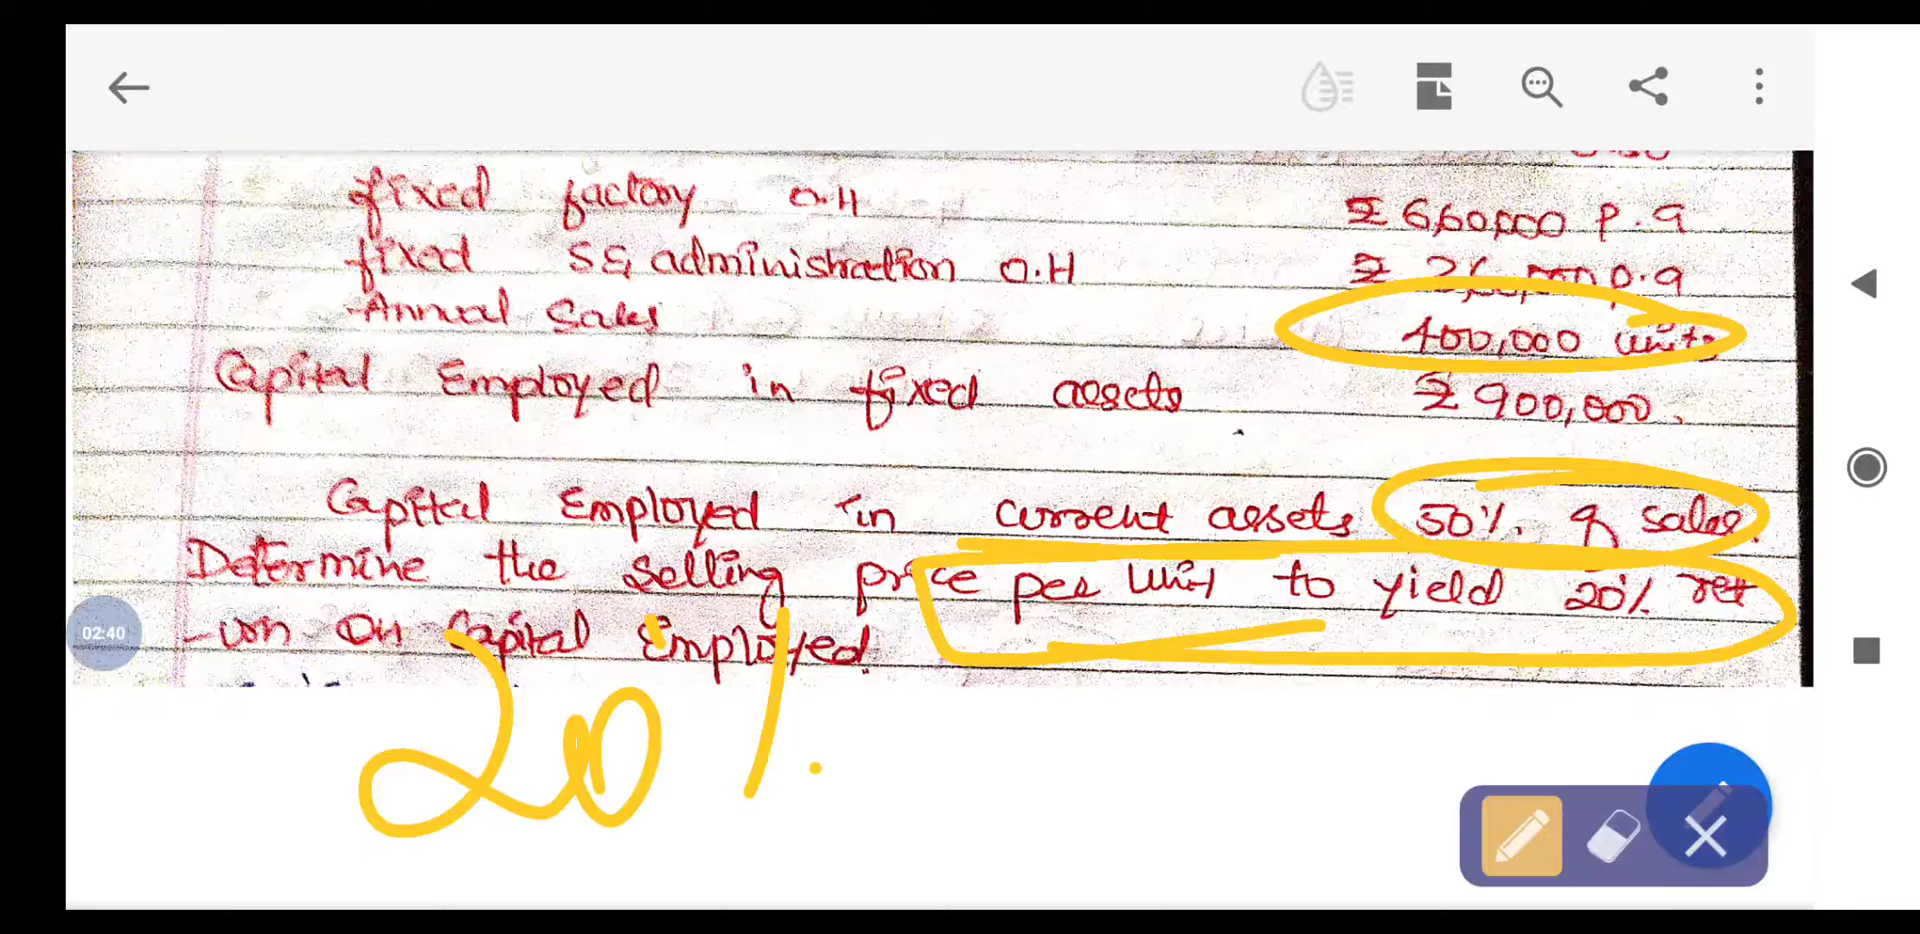 fixed factory O.H ₹ 6,60,000 p.a
fixed S & administration O.H ₹ p.a
Annual Sales 400,000 units
Capital Employed in fixed assets ₹ 900,000.
Capital Employed in current assets 50% of sales.
Determine the selling price per unit to yield 20% ret
-urn on Capital Employed.
02:40
20%